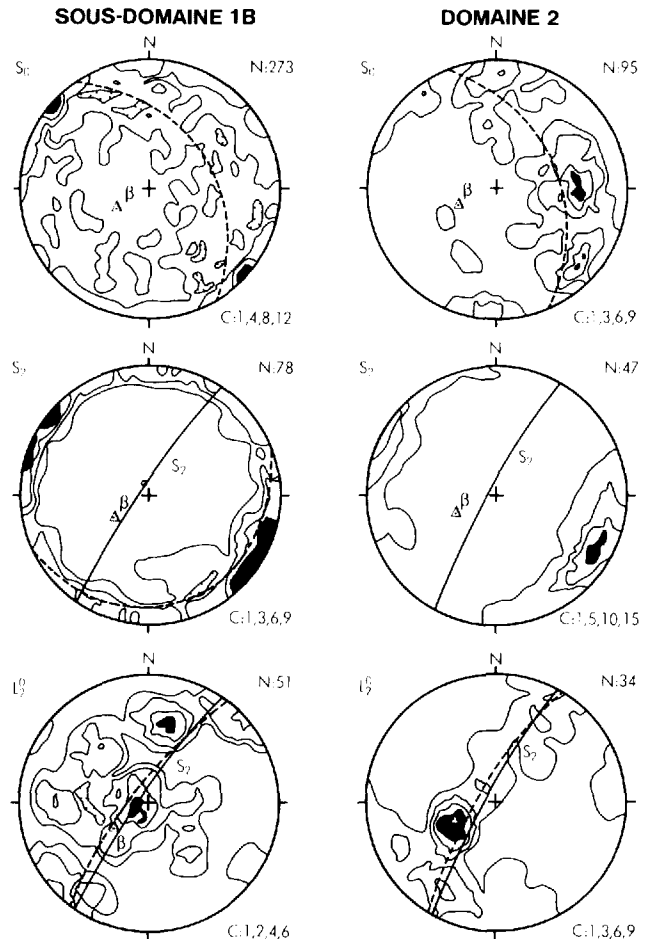 SOUS-DOMAINE 1B
DOMAINE 2
N
S₀
N:273
β
C:1,4,8,12
N
S₀
N:95
β
C:1,3,6,9
N
S₂
N:78
S₂
β
C:1,3,6,9
N
S₂
N:47
S₂
β
C:1,5,10,15
N
L₂⁰
N:51
S₂
β
C:1,2,4,6
N
L₂⁰
N:34
S₂
C:1,3,6,9